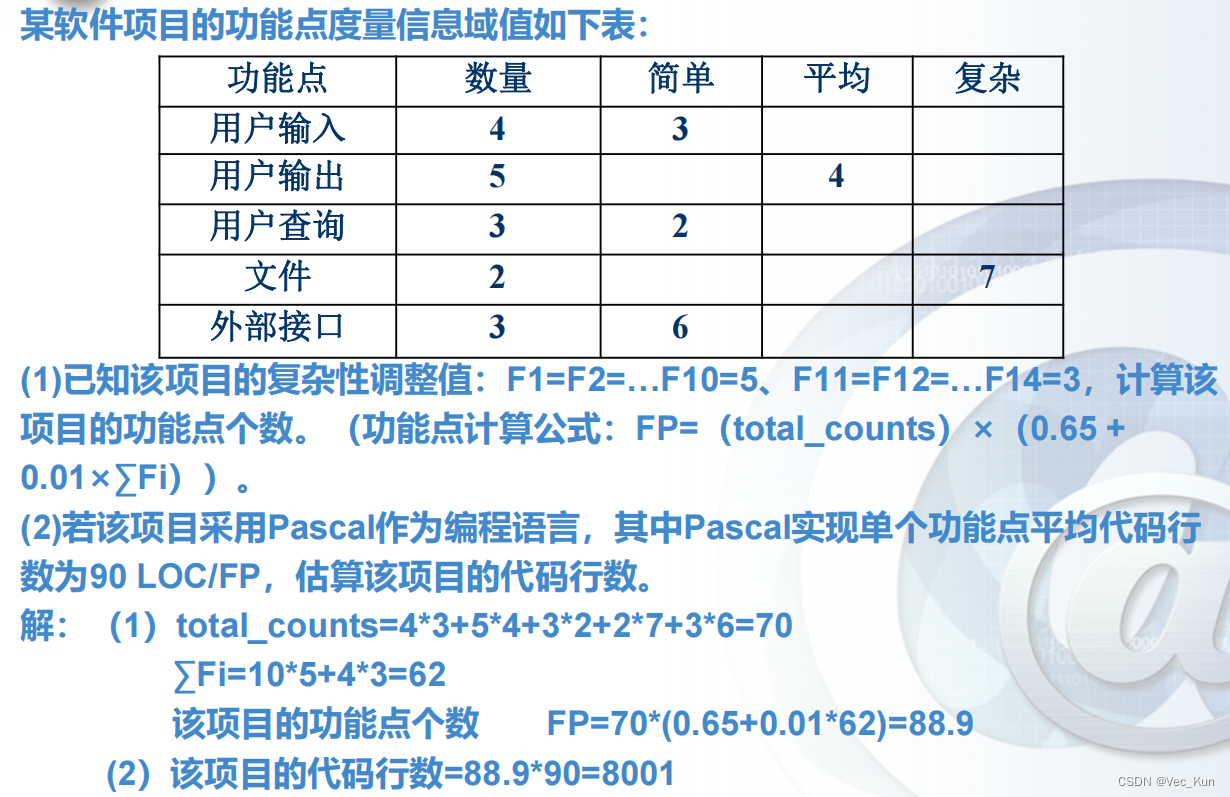 某软件项目的功能点度量信息域值如下表：
功能点 数量 简单 平均 复杂
用户输入 4 3
用户输出 5 4
用户查询 3 2
文件 2 7
外部接口 3 6
(1)已知该项目的复杂性调整值：F1=F2=…F10=5、F11=F12=…F14=3，计算该
项目的功能点个数。（功能点计算公式：FP=（total_counts）×（0.65 +
0.01×∑Fi））。
(2)若该项目采用Pascal作为编程语言，其中Pascal实现单个功能点平均代码行
数为90 LOC/FP，估算该项目的代码行数。
解：（1）total_counts=4*3+5*4+3*2+2*7+3*6=70
∑Fi=10*5+4*3=62
该项目的功能点个数 FP=70*(0.65+0.01*62)=88.9
（2）该项目的代码行数=88.9*90=8001
CSDN @Vec_Kun